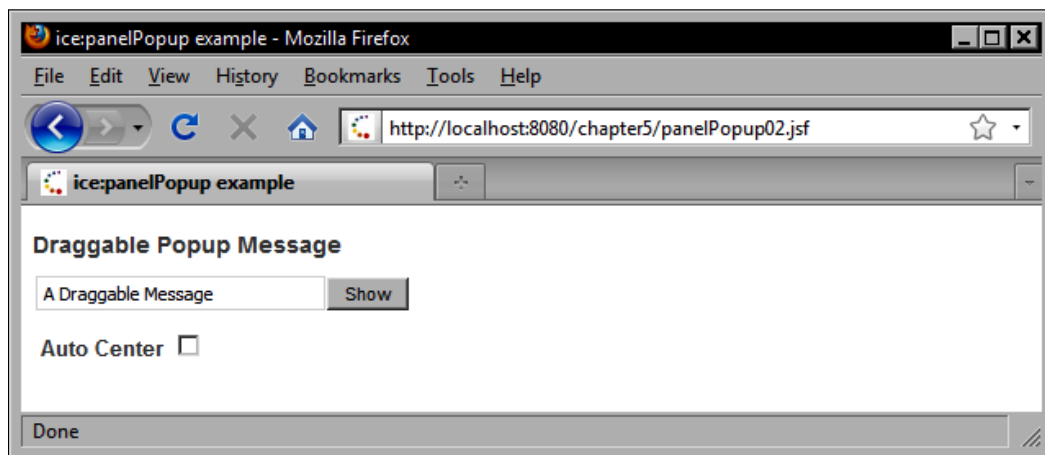 ice:panelPopup example - Mozilla Firefox
File Edit View History Bookmarks Tools Help
http://localhost:8080/chapter5/panelPopup02.jsf
ice:panelPopup example
Draggable Popup Message
A Draggable Message Show
Auto Center
Done